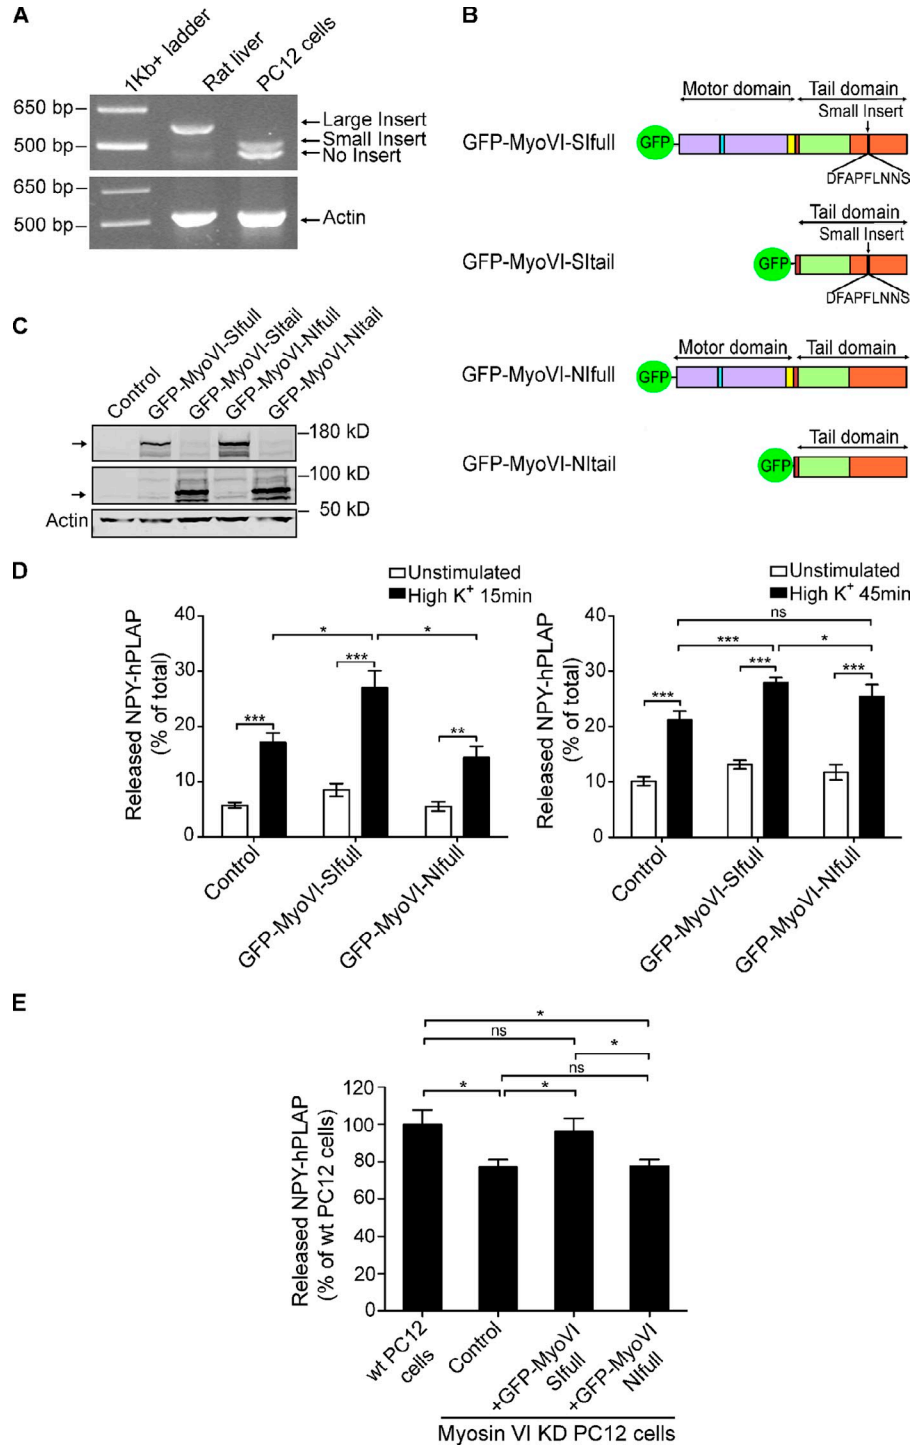 A
1Kb+ ladder
Rat liver
PC12 cells
650 bp
500 bp
Large Insert
Small Insert
No Insert
650 bp
500 bp
Actin
B
Motor domain
Tail domain
Small Insert
GFP-MyoVI-SIfull
GFP
DFAPFLNNS
Tail domain
Small Insert
GFP-MyoVI-SItail
GFP
DFAPFLNNS
Motor domain
Tail domain
GFP-MyoVI-NIfull
GFP
Tail domain
GFP-MyoVI-NItail
GFP
C
Control
GFP-MyoVI-SIfull
GFP-MyoVI-SItail
GFP-MyoVI-NIfull
GFP-MyoVI-NItail
180 kD
100 kD
50 kD
Actin
D
Unstimulated
High K+ 15min
Released NPY-hPLAP
(% of total)
40
30
20
10
0
*
*
***
***
**
Control
GFP-MyoVI-SIfull
GFP-MyoVI-NIfull
Unstimulated
High K+ 45min
Released NPY-hPLAP
(% of total)
40
30
20
10
0
ns
***
*
***
***
***
Control
GFP-MyoVI-SIfull
GFP-MyoVI-NIfull
E
*
ns
*
ns
*
*
Released NPY-hPLAP
(% of wt PC12 cells)
120
100
80
60
40
20
0
wt PC12
cells
Control
+GFP-MyoVI
SIfull
+GFP-MyoVI
NIfull
Myosin VI KD PC12 cells